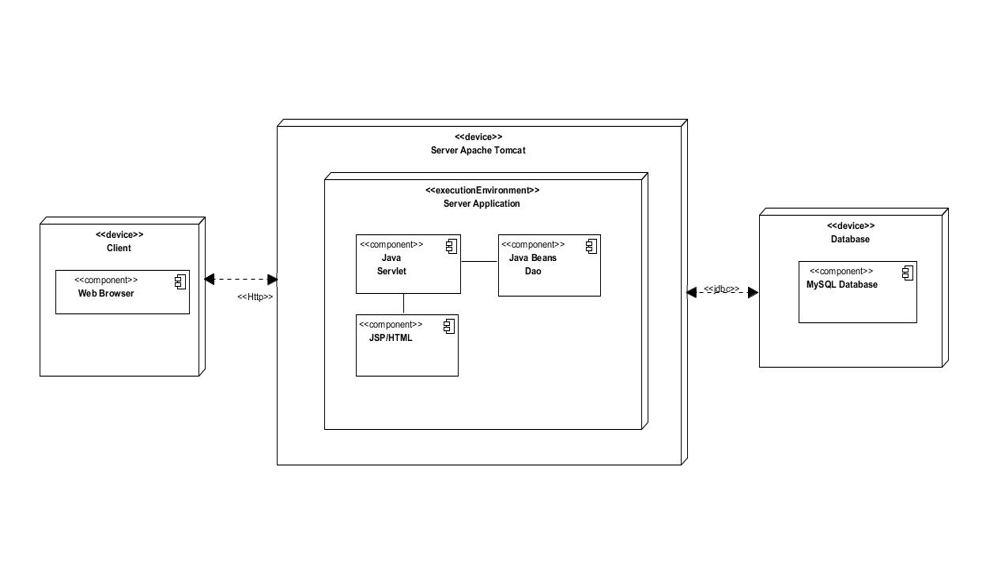 <<device>>
Server Apache Tomcat
<<executionEnvironment>>
Server Application
<<device>>
Client
<<component>>
Web Browser
<<Http>>
<<component>>
Java
Servlet
<<component>>
Java Beans
Dao
<<component>>
JSP/HTML
<<jdbc>>
<<device>>
Database
<<component>>
MySQL Database